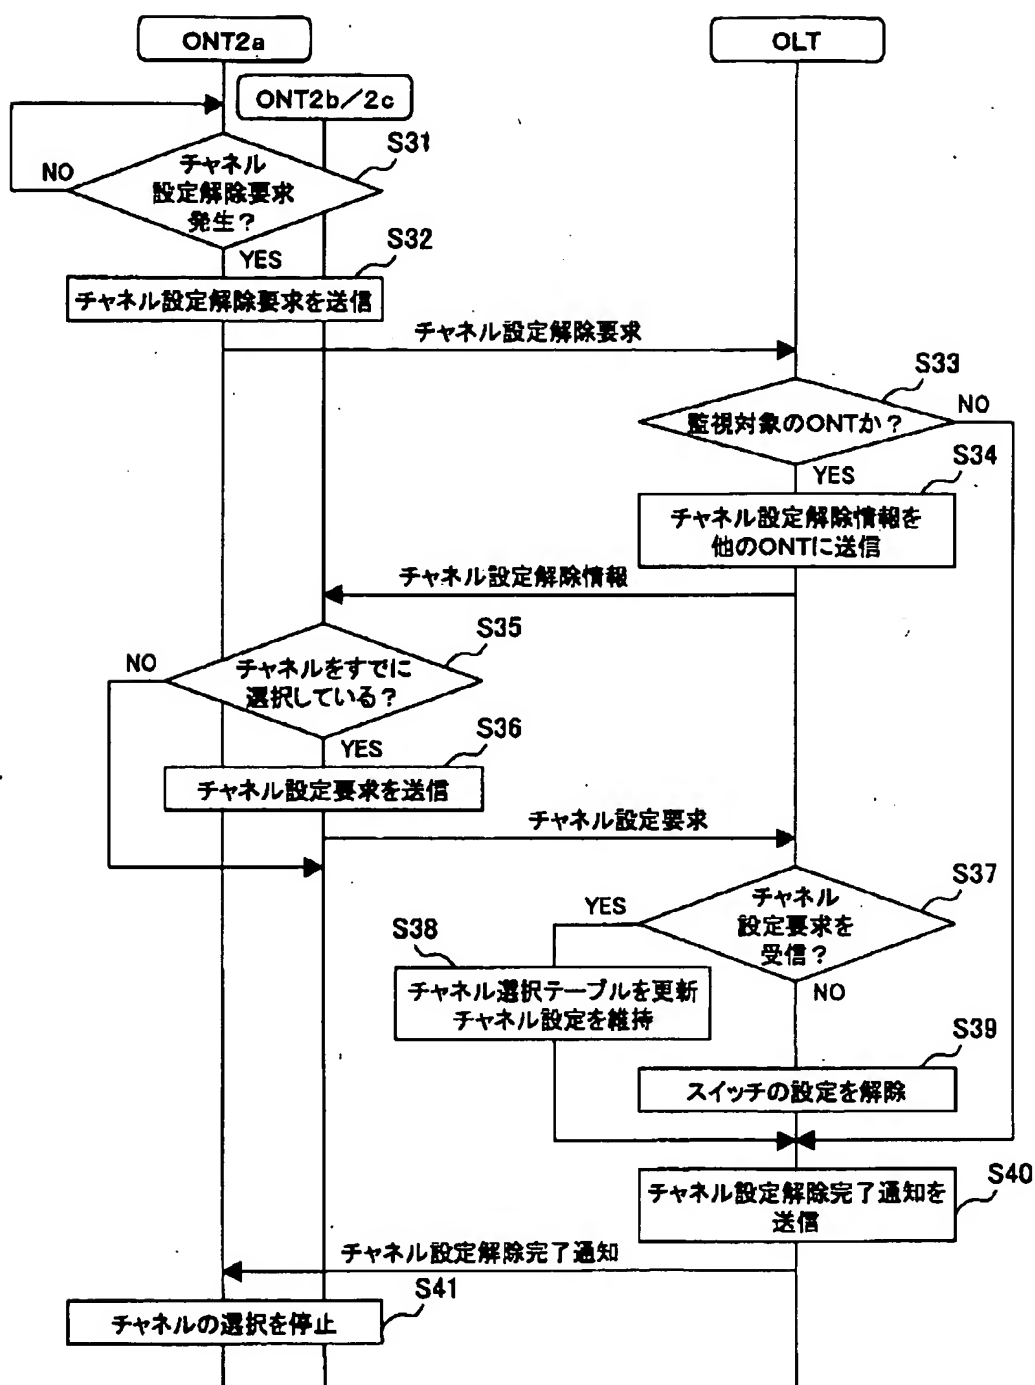 ONT2a
OLT
ONT2b/2c
S31
チャネル
設定解除要求
発生?
NO
YES
S32
チャネル設定解除要求を送信
チャネル設定解除要求
S33
監視対象のONTか?
NO
YES
S34
チャネル設定解除情報を
他のONTに送信
チャネル設定解除情報
S35
チャネルをすでに
選択している?
NO
YES
S36
チャネル設定要求を送信
チャネル設定要求
S37
チャネル
設定要求を
受信?
YES
NO
S38
チャネル選択テーブルを更新
チャネル設定を維持
S39
スイッチの設定を解除
S40
チャネル設定解除完了通知を
送信
チャネル設定解除完了通知
S41
チャネルの選択を停止